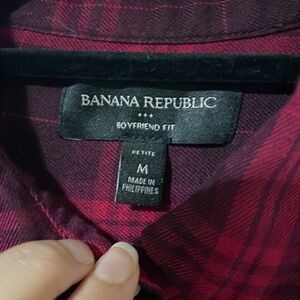 BANANA REPUBLIC
BOYFRIEND FIT
PETITE
M
MADE IN
PHILIPPINES